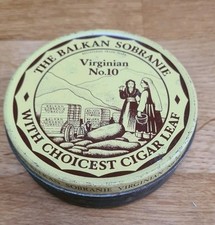 THE BALKAN SOBRANIE
Virginian
No.10
WITH CHOICEST CIGAR LEAF
SOBRANIE VIRGINIAN